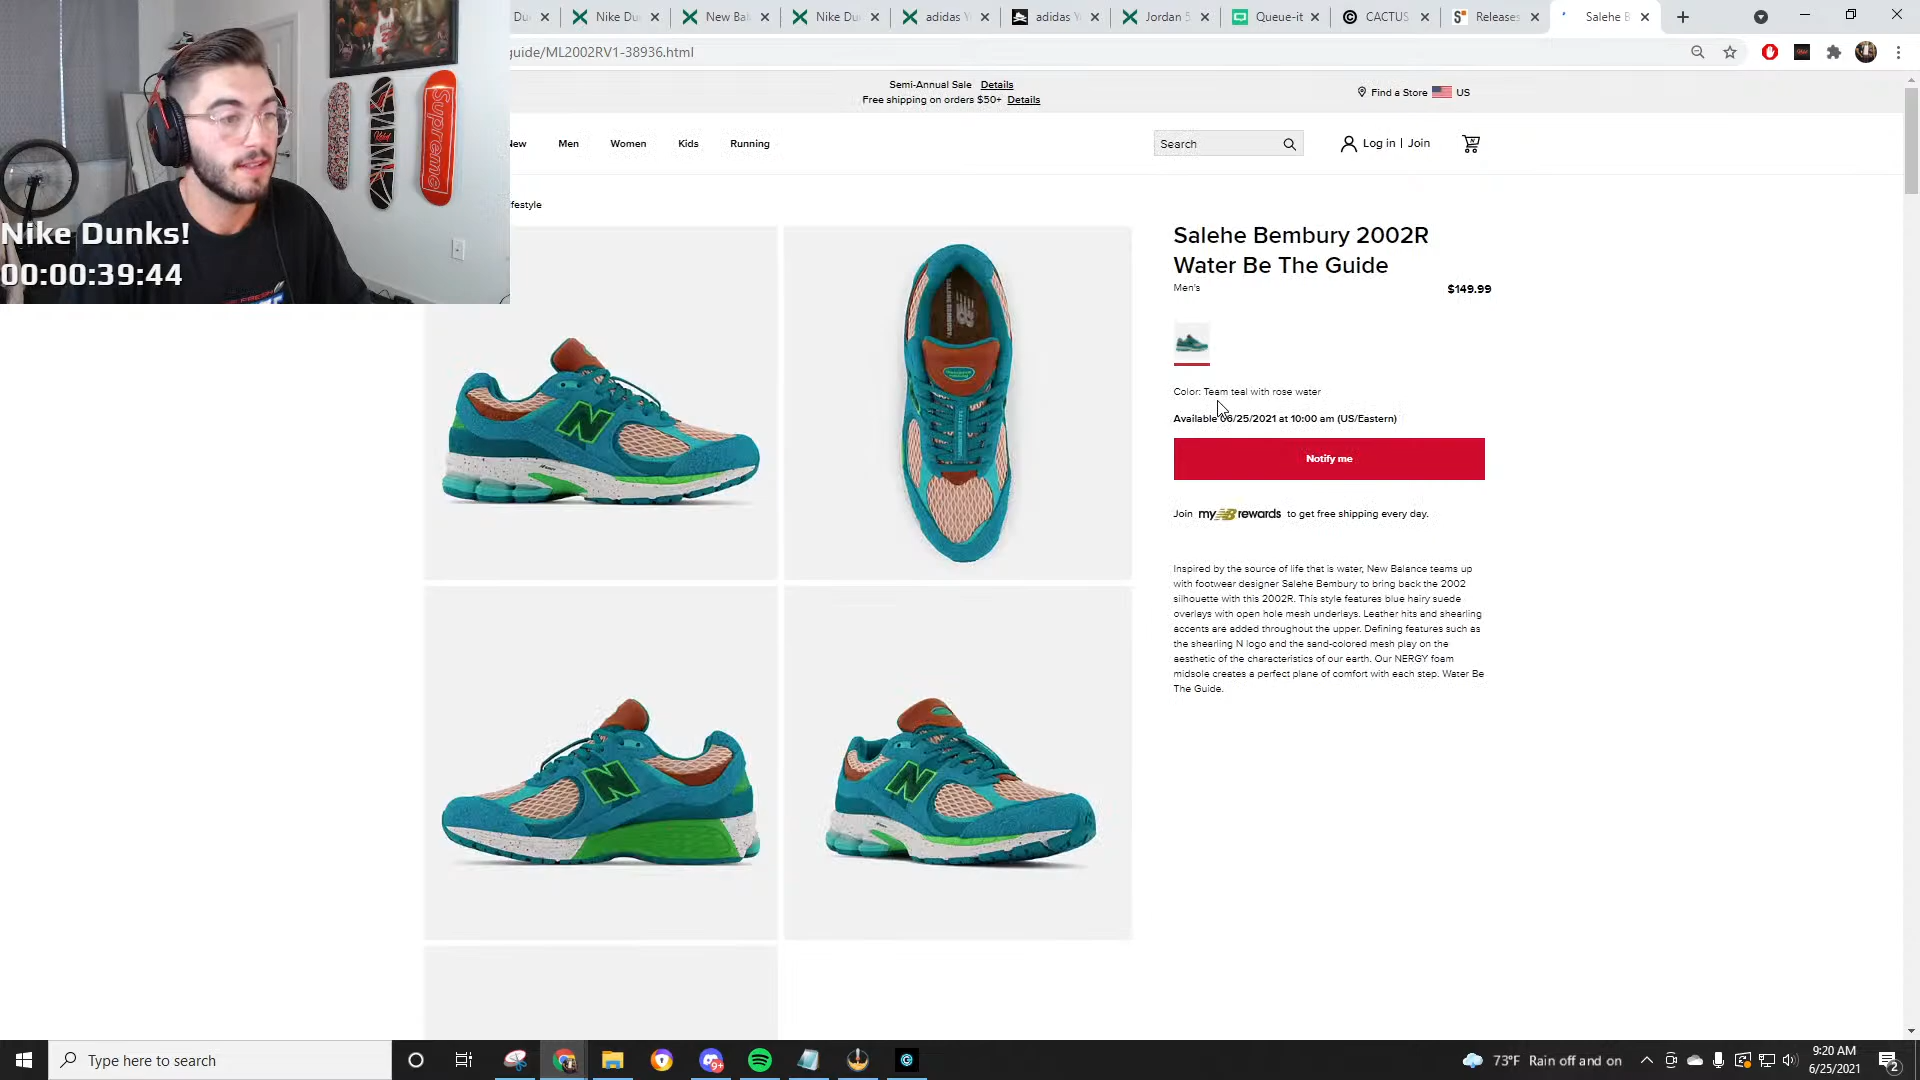 Du
Nike Du
New Bal
Nike Du
adidas Y
adidas Y
Jordan 5
Queue-it
CACTUS
Releases
Salehe B
guide/ML2002RV1-38936.html
Semi-Annual Sale Details
Free shipping on orders $50+ Details
Find a Store US
New Men Women Kids Running
Search
Log in | Join
festyle
Supreme
Nike Dunks!
00:00:39:44
Salehe Bembury 2002R
Water Be The Guide
Men's
$149.99
Color: Team teal with rose water
Available 06/25/2021 at 10:00 am (US/Eastern)
Notify me
Join myNB rewards to get free shipping every day.
Inspired by the source of life that is water, New Balance teams up
with footwear designer Salehe Bembury to bring back the 2002
silhouette with this 2002R. This style features blue hairy suede
overlays with open hole mesh underlays. Leather hits and shearling
accents are added throughout the upper. Defining features such as
the shearling N logo and the sand-colored mesh play on the
aesthetic of the characteristics of our earth. Our NERGY foam
midsole creates a perfect plane of comfort with each step. Water Be
The Guide.
N
N
N
Type here to search
9+
73°F Rain off and on
9:20 AM
6/25/2021
2